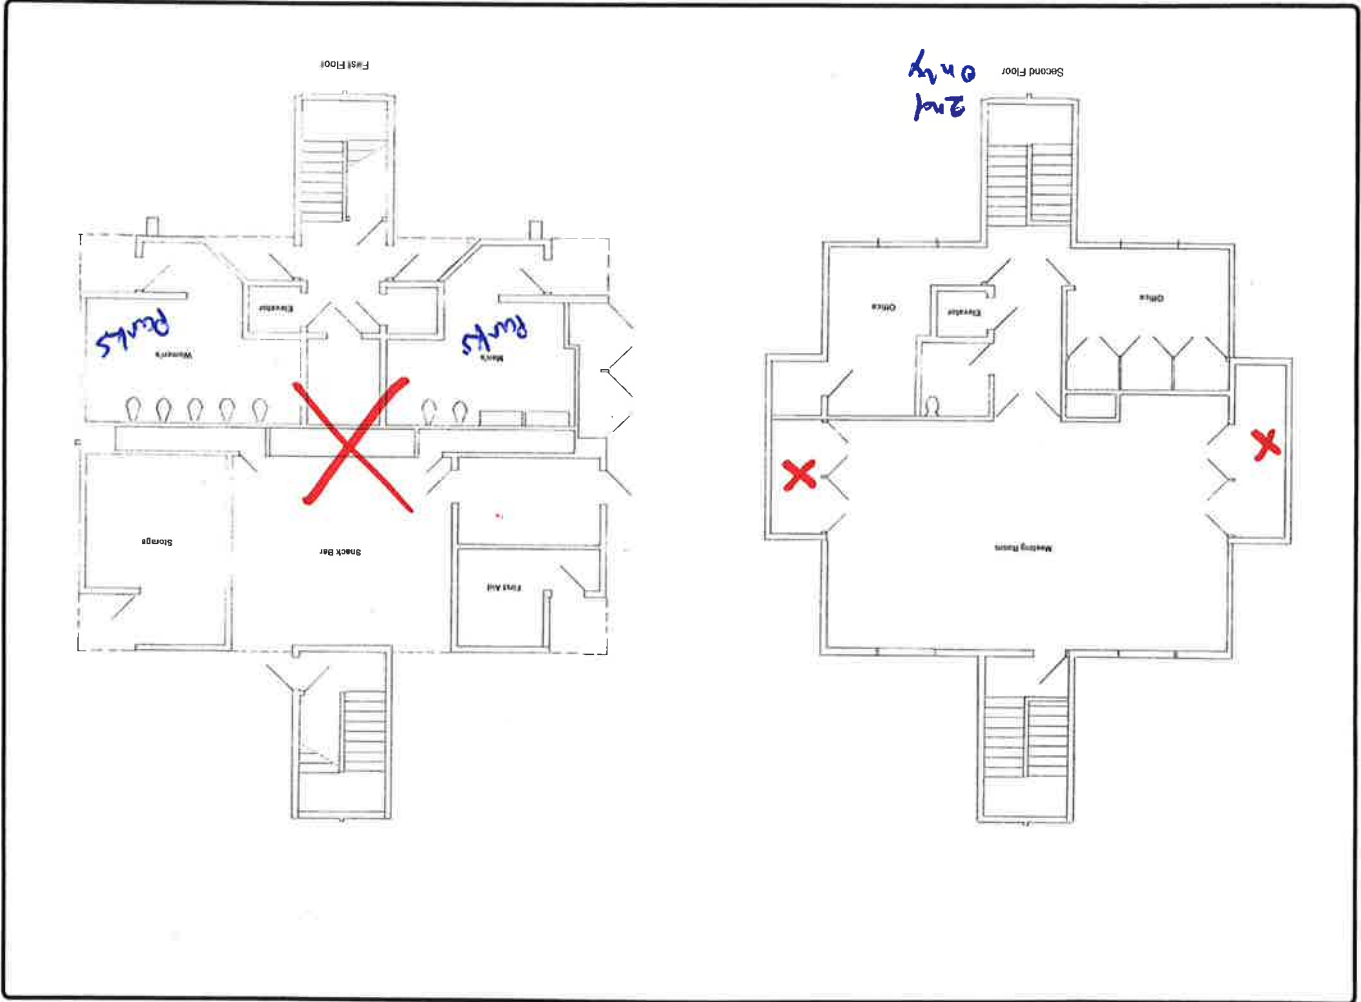 Meeting Room
Office
Elevator
Office
Second Floor
2nd
Only
First Aid
Snack Bar
Storage
Men's
Parks
Women's
Parks
Elevator
First Floor